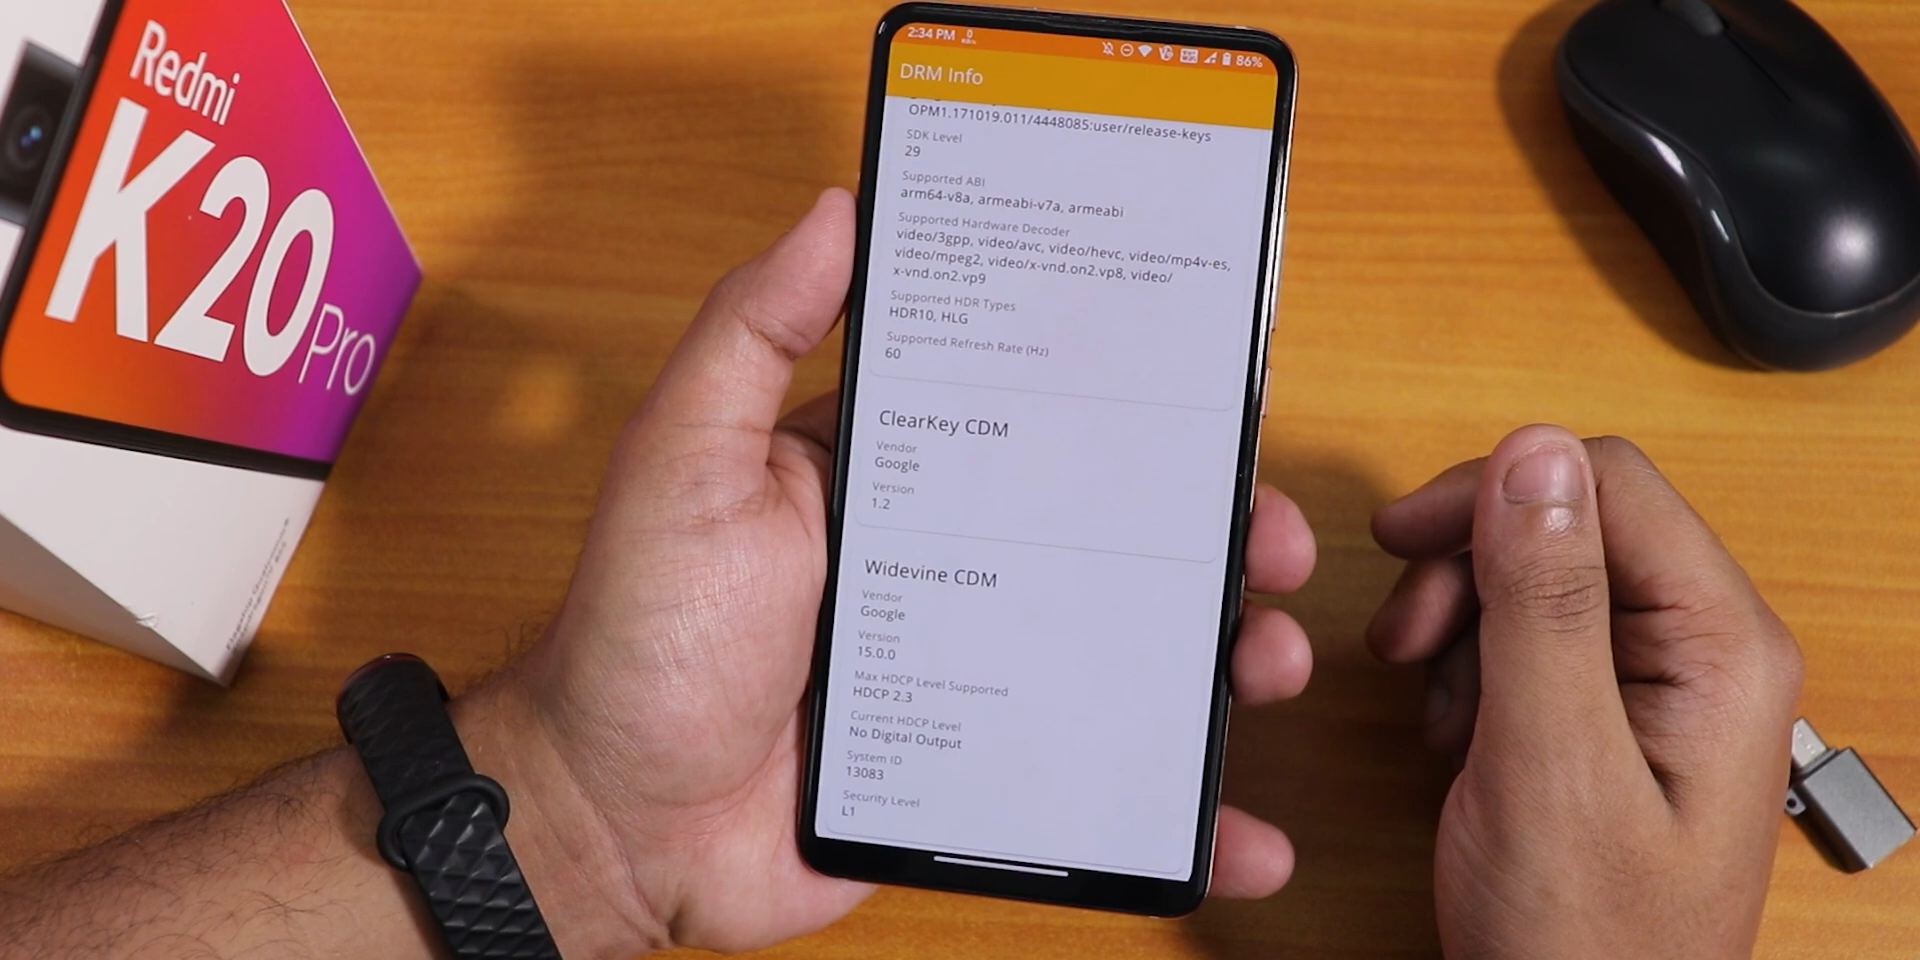 Redmi
K20 Pro
2:34 PM
86%
DRM Info
OPM1.171019.011/4448085:user/release-keys
SDK Level
29
Supported ABI
arm64-v8a, armeabi-v7a, armeabi
Supported Hardware Decoder
video/3gpp, video/avc, video/hevc, video/mp4v-es,
video/mpeg2, video/x-vnd.on2.vp8, video/
x-vnd.on2.vp9
Supported HDR Types
HDR10, HLG
Supported Refresh Rate (Hz)
60
ClearKey CDM
Vendor
Google
Version
1.2
Widevine CDM
Vendor
Google
Version
15.0.0
Max HDCP Level Supported
HDCP 2.3
Current HDCP Level
No Digital Output
System ID
13083
Security Level
L1